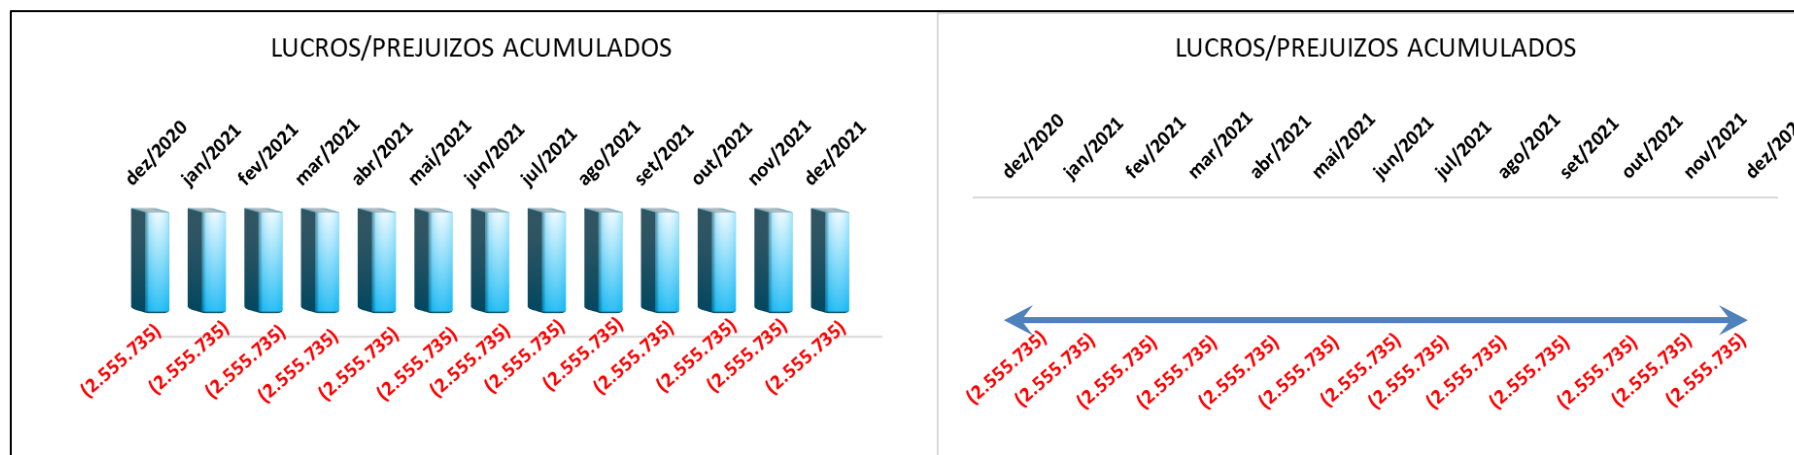 LUCROS/PREJUIZOS ACUMULADOS
dez/2020 jan/2021 fev/2021 mar/2021 abr/2021 mai/2021 jun/2021 jul/2021 ago/2021 set/2021 out/2021 nov/2021 dez/2021
(2.555.735) (2.555.735) (2.555.735) (2.555.735) (2.555.735) (2.555.735) (2.555.735) (2.555.735) (2.555.735) (2.555.735) (2.555.735) (2.555.735) (2.555.735)
LUCROS/PREJUIZOS ACUMULADOS
dez/2020 jan/2021 fev/2021 mar/2021 abr/2021 mai/2021 jun/2021 jul/2021 ago/2021 set/2021 out/2021 nov/2021 dez/202
(2.555.735) (2.555.735) (2.555.735) (2.555.735) (2.555.735) (2.555.735) (2.555.735) (2.555.735) (2.555.735) (2.555.735) (2.555.735) (2.555.735) (2.555.735)